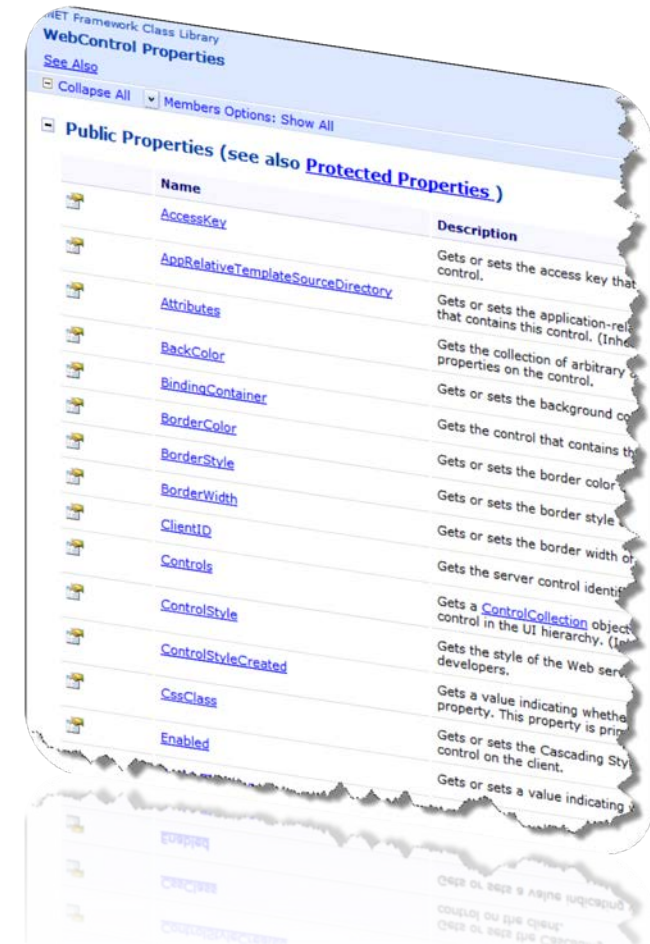 .NET Framework Class Library
WebControl Properties
See Also
Collapse All Members Options: Show All
Public Properties (see also Protected Properties )
Name Description
AccessKey Gets or sets the access key that
control.
AppRelativeTemplateSourceDirectory Gets or sets the application-rela
that contains this control. (Inhe
Attributes Gets the collection of arbitrary
properties on the control.
BackColor Gets or sets the background co
BindingContainer Gets the control that contains th
BorderColor Gets or sets the border color
BorderStyle Gets or sets the border style
BorderWidth Gets or sets the border width of
ClientID Gets the server control identif
Controls Gets a ControlCollection object
control in the UI hierarchy. (In
ControlStyle Gets the style of the Web serv
developers.
ControlStyleCreated Gets a value indicating whethe
property. This property is prim
CssClass Gets or sets the Cascading Sty
control on the client.
Enabled Gets or sets a value indicating